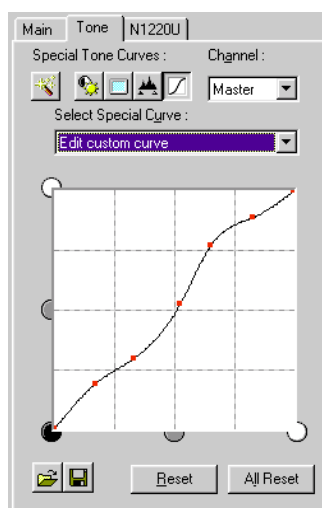 Main Tone N1220U
Special Tone Curves : Channel :
Master
Select Special Curve :
Edit custom curve
Reset All Reset